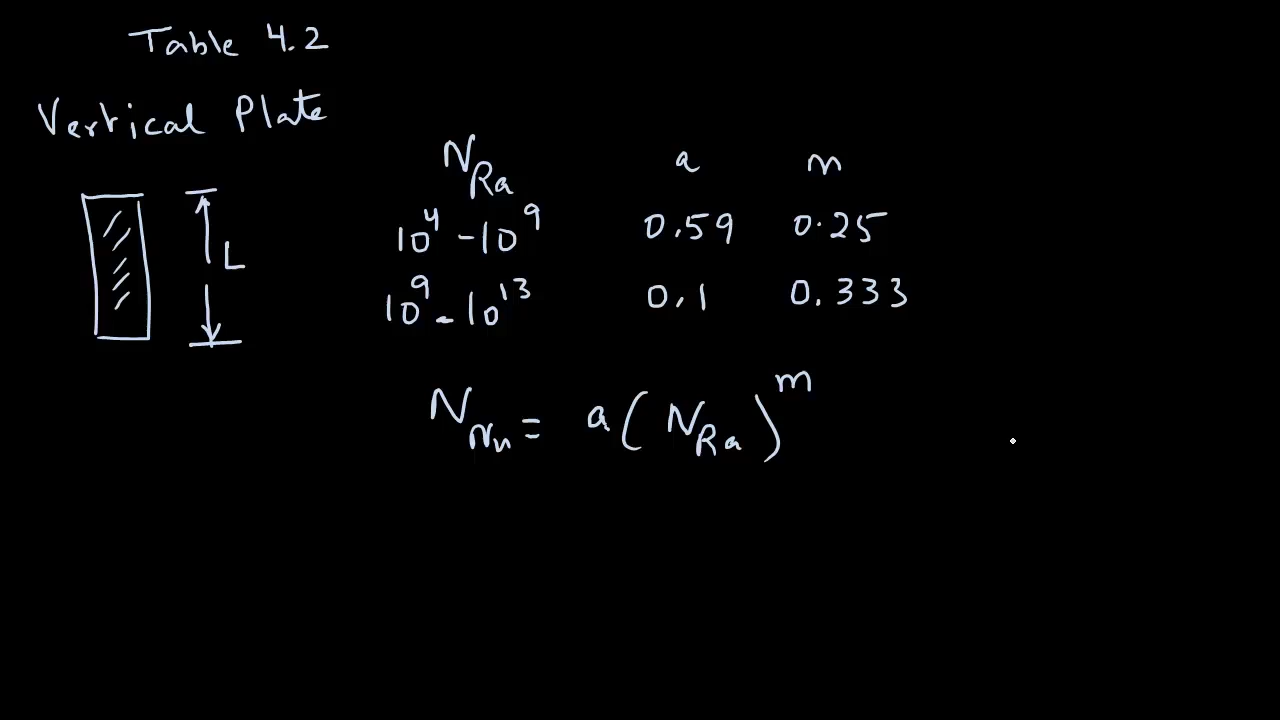 Table 4.2
Vertical Plate
N_Ra a m
10^4 - 10^9 0.59 0.25
L
10^9 - 10^13 0.1 0.333
N_Nu = a(N_Ra)^m